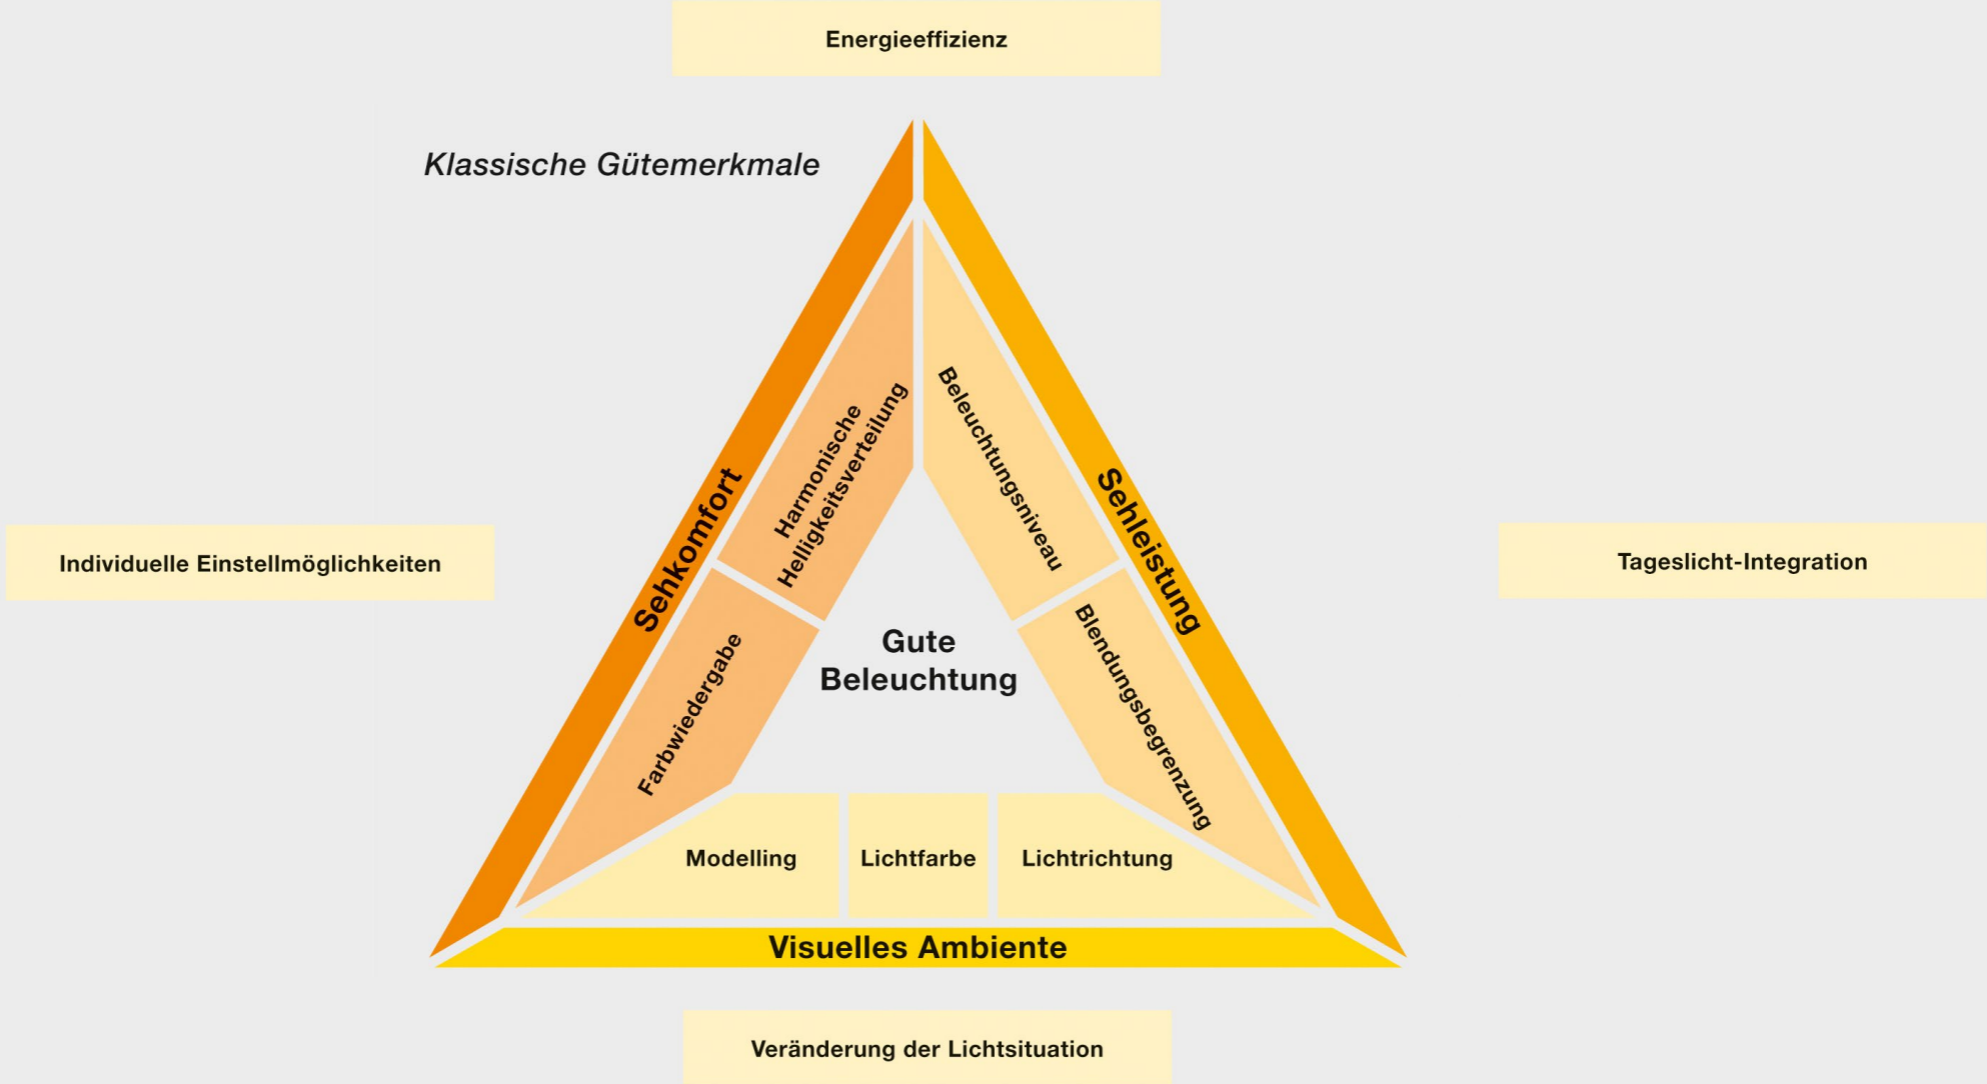 Energieeffizienz
Klassische Gütemerkmale
Sehkomfort
Harmonische
Helligkeitsverteilung
Farbwiedergabe
Beleuchtungsniveau
Blendungsbegrenzung
Sehleistung
Individuelle Einstellmöglichkeiten
Tageslicht-Integration
Gute
Beleuchtung
Modelling
Lichtfarbe
Lichtrichtung
Visuelles Ambiente
Veränderung der Lichtsituation